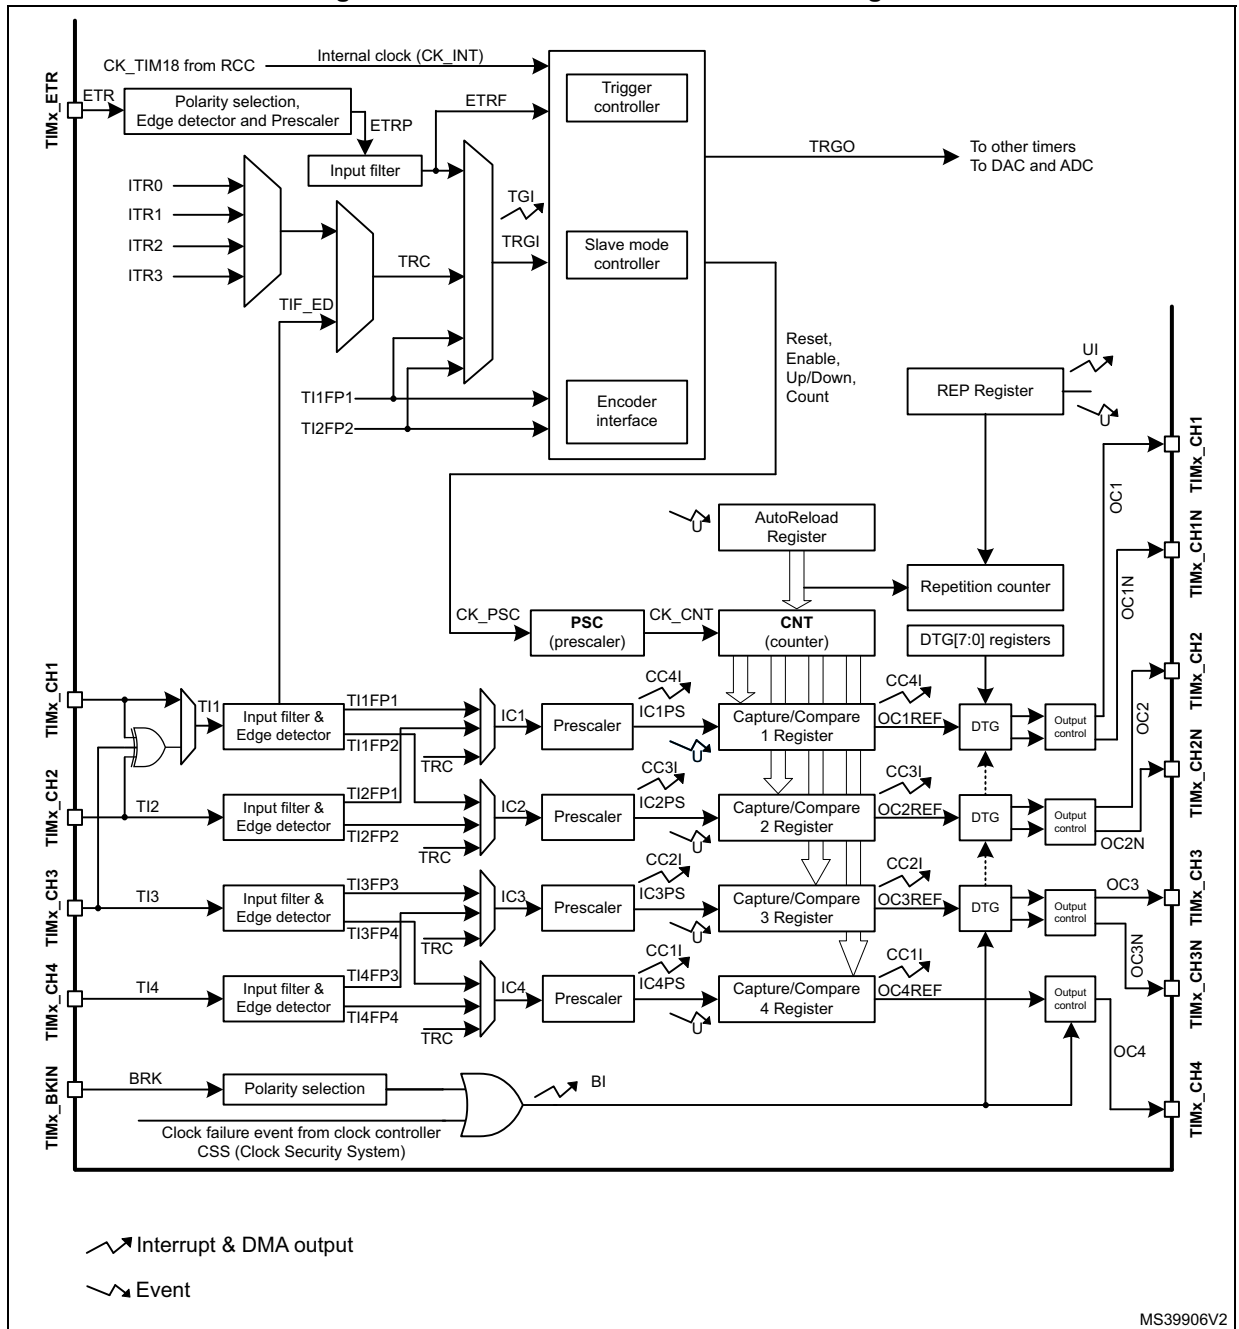 CK_TIM18 from RCC
Internal clock (CK_INT)
TIMx_ETR
ETR
Polarity selection,
Edge detector and Prescaler
ETRP
Input filter
ETRF
Trigger
controller
TRGO
To other timers
To DAC and ADC
ITR0
ITR1
ITR2
ITR3
TGI
TRGI
TRC
TIF_ED
Slave mode
controller
Reset,
Enable,
Up/Down,
Count
TI1FP1
TI2FP2
Encoder
interface
UI
REP Register
U
U
AutoReload
Register
Repetition counter
CK_PSC
PSC
(prescaler)
CK_CNT
CNT
(counter)
DTG[7:0] registers
OC1
TIMx_CH1
OC1N
TIMx_CH1N
TIMx_CH1
TI1
Input filter &
Edge detector
TI1FP1
TI1FP2
TRC
IC1
Prescaler
CC4I
IC1PS
U
Capture/Compare
1 Register
CC4I
OC1REF
DTG
Output
control
OC2
TIMx_CH2
TIMx_CH2
TI2
Input filter &
Edge detector
TI2FP1
TI2FP2
TRC
IC2
Prescaler
CC3I
IC2PS
U
Capture/Compare
2 Register
CC3I
OC2REF
DTG
Output
control
OC2N
TIMx_CH2N
TIMx_CH3
TI3
Input filter &
Edge detector
TI3FP3
TI3FP4
TRC
IC3
Prescaler
CC2I
IC3PS
U
Capture/Compare
3 Register
CC2I
OC3REF
DTG
Output
control
OC3
TIMx_CH3
OC3N
TIMx_CH3N
TIMx_CH4
TI4
Input filter &
Edge detector
TI4FP3
TI4FP4
TRC
IC4
Prescaler
CC1I
IC4PS
U
Capture/Compare
4 Register
CC1I
OC4REF
Output
control
OC4
TIMx_CH4
TIMx_BKIN
BRK
Polarity selection
BI
Clock failure event from clock controller
CSS (Clock Security System)
Interrupt & DMA output
Event
MS39906V2